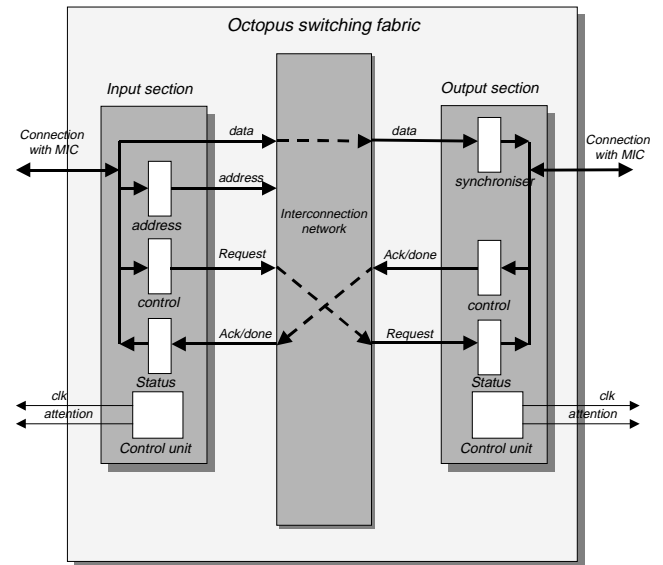 Octopus switching fabric
Input section
Output section
Connection
with MIC
data
data
Connection
with MIC
synchroniser
address
address
Interconnection
network
Request
Ack/done
control
control
Ack/done
Request
Status
Status
clk
attention
clk
attention
Control unit
Control unit